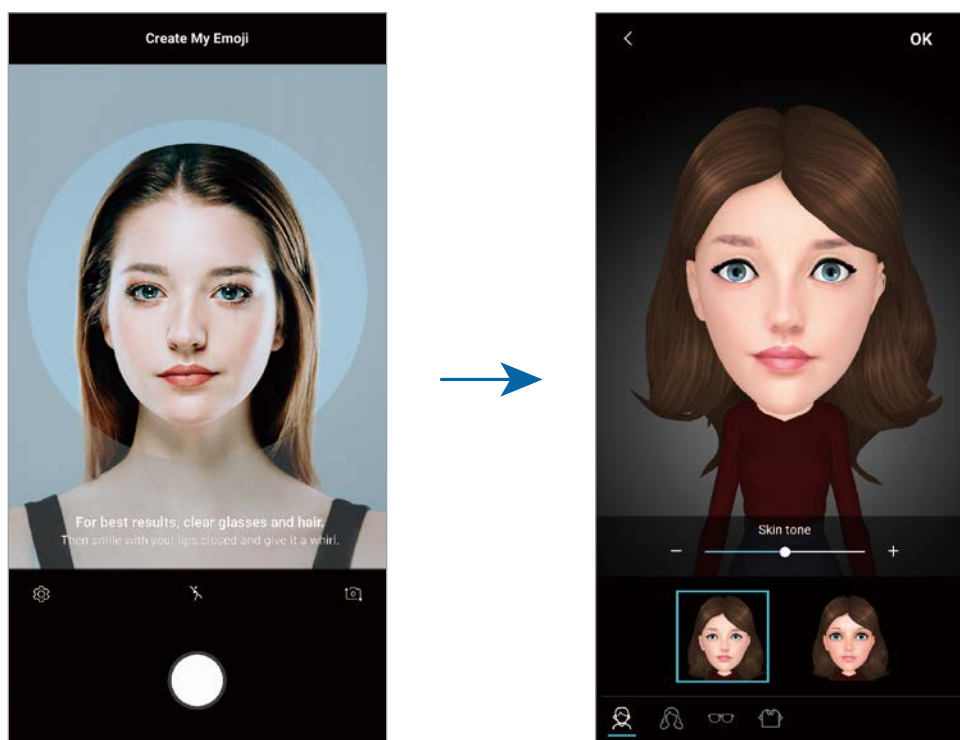 Create My Emoji
For best results, clear glasses and hair.
Then smile with your lips closed and give it a whirl.
OK
Skin tone